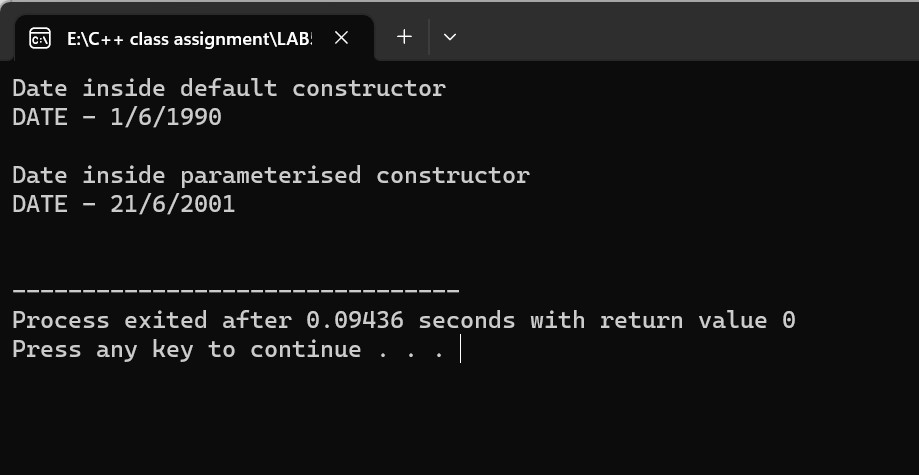 E:\C++ class assignment\LAB
Date inside default constructor
DATE - 1/6/1990
Date inside parameterised constructor
DATE - 21/6/2001
--------------------------------
Process exited after 0.09436 seconds with return value 0
Press any key to continue . . .